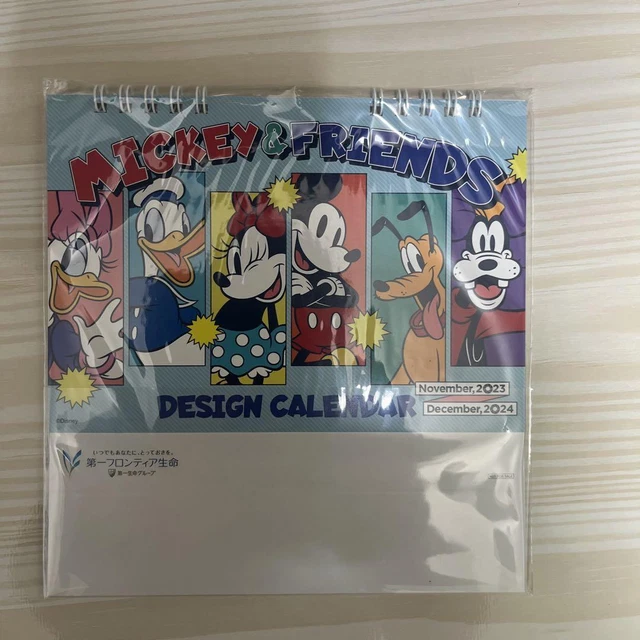 MICKEY & FRIENDS
DESIGN CALENDAR
November,2023
December,2024
©Disney
いつでもあなたに、とっておきを。
第一フロンティア生命
第一生命グループ